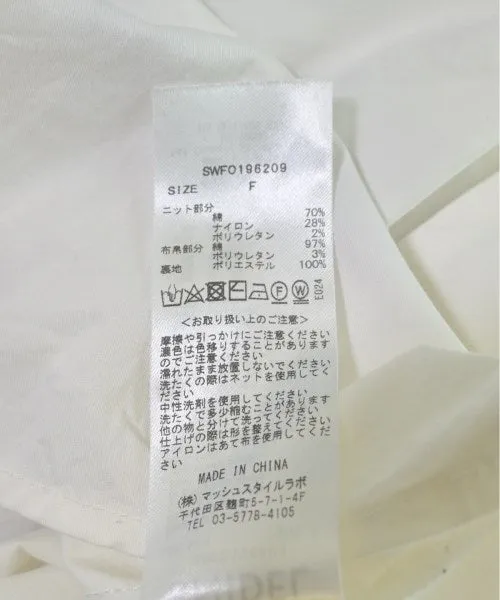 SWFO196209
SIZE F
ニット部分
綿 70%
ナイロン 28%
ポリウレタン 2%
布帛部分 綿 97%
ポリウレタン 3%
裏地 ポリエステル 100%
F W E024
<お取り扱い上のご注意>
摩擦や引っかけにご注意ください
濃色は色移りすることがあります
のでご注意ください
濡れたまま放置しないでください
洗たくの際はネットを使用してく
ださい
中性洗剤を使用してください
洗たくで多少縮むことがあります
他の物と分けて洗ってください
仕上げの際は形を整えてください
アイロンはあて布を使用してくだ
さい
MADE IN CHINA
(株)マッシュスタイルラボ
千代田区麹町5-7-1-4F
TEL 03-5778-4105